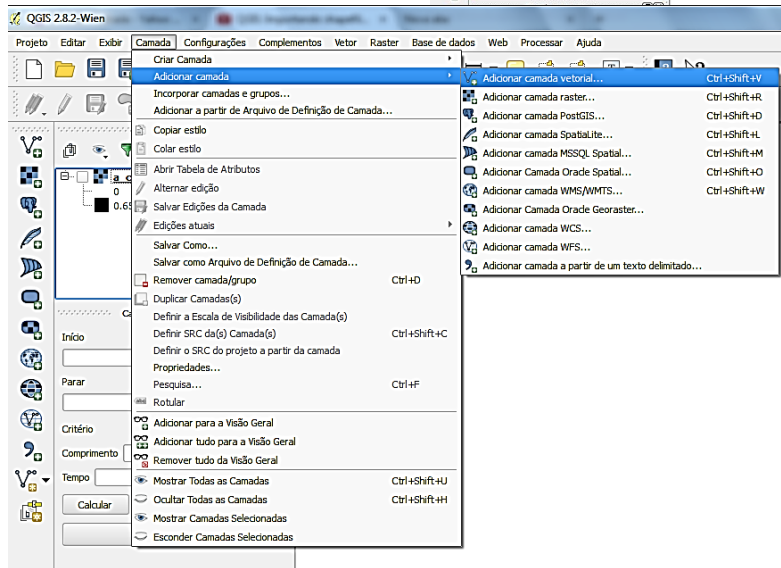 QGIS 2.8.2-Wien
Projeto Editar Exibir Camada Configurações Complementos Vetor Raster Base de dados Web Processar Ajuda
Criar Camada
Adicionar camada
Incorporar camadas e grupos...
Adicionar a partir de Arquivo de Definição de Camada...
Copiar estilo
Colar estilo
Abrir Tabela de Atributos
Alternar edição
Salvar Edições da Camada
Edições atuais
Salvar Como...
Salvar como Arquivo de Definição de Camada...
Remover camada/grupo Ctrl+D
Duplicar Camadas(s)
Definir a Escala de Visibilidade das Camada(s)
Definir SRC da(s) Camada(s) Ctrl+Shift+C
Definir o SRC do projeto a partir da camada
Propriedades...
Pesquisa... Ctrl+F
Rotular
Adicionar para a Visão Geral
Adicionar tudo para a Visão Geral
Remover tudo da Visão Geral
Mostrar Todas as Camadas Ctrl+Shift+U
Ocultar Todas as Camadas Ctrl+Shift+H
Mostrar Camadas Selecionadas
Esconder Camadas Selecionadas
Adicionar camada vetorial... Ctrl+Shift+V
Adicionar camada raster... Ctrl+Shift+R
Adicionar camada PostGIS... Ctrl+Shift+D
Adicionar camada SpatiaLite... Ctrl+Shift+L
Adicionar camada MSSQL Spatial... Ctrl+Shift+M
Adicionar Camada Oracle Spatial... Ctrl+Shift+O
Adicionar camada WMS/WMTS... Ctrl+Shift+W
Adicionar Camada Oracle Georaster...
Adicionar camada WCS...
Adicionar camada WFS...
Adicionar camada a partir de um texto delimitado...
0
Início
Parar
Critério
Comprimento
Tempo
Calcular